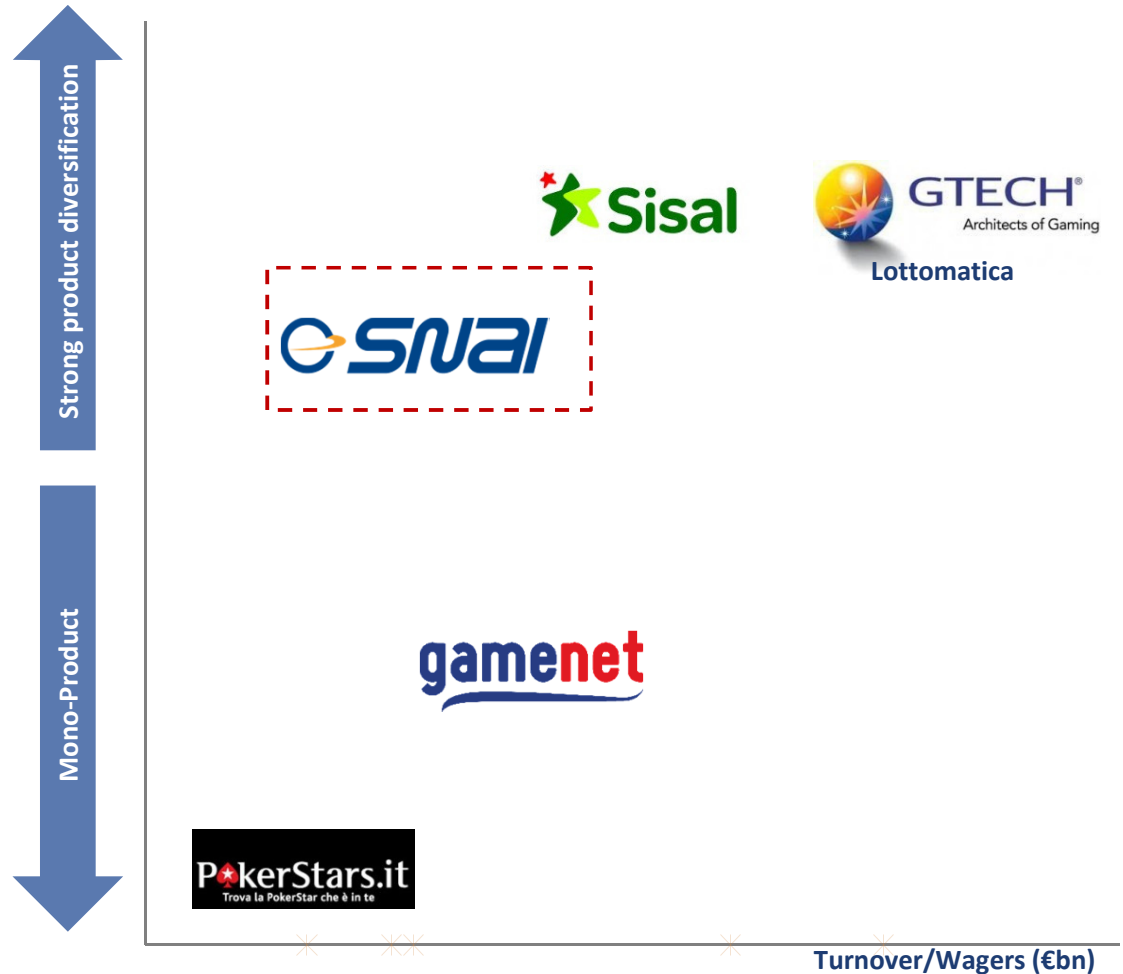 Strong product diversification
Sisal
GTECH®
Architects of Gaming
Lottomatica
SNAI
Mono-Product
gamenet
PokerStars.it
Trova la PokerStar che è in te
Turnover/Wagers (€bn)